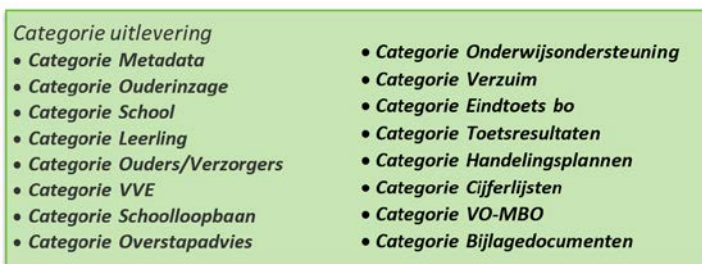 Categorie uitlevering
• Categorie Metadata
• Categorie Ouderinzage
• Categorie School
• Categorie Leerling
• Categorie Ouders/Verzorgers
• Categorie VVE
• Categorie Schoolloopbaan
• Categorie Overstapadvies
• Categorie Onderwijsondersteuning
• Categorie Verzuim
• Categorie Eindtoets bo
• Categorie Toetsresultaten
• Categorie Handelingsplannen
• Categorie Cijferlijsten
• Categorie VO-MBO
• Categorie Bijlagedocumenten